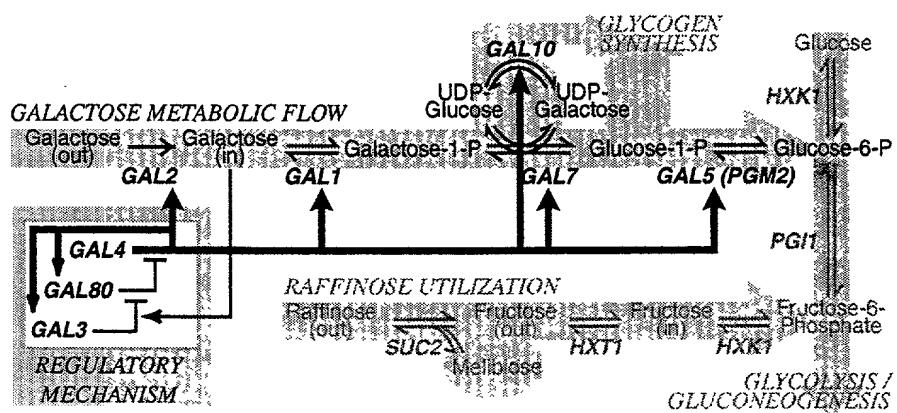 GLYCOGEN
SYNTHESIS
GAL10
Glucose
UDP-
Glucose
UDP-
Galactose
HXK1
GALACTOSE METABOLIC FLOW
Galactose
(out)
Galactose
(in)
Galactose-1-P
Glucose-1-P
Glucose-6-P
GAL2
GAL1
GAL7
GAL5 (PGM2)
GAL4
GAL80
GAL3
PGI1
RAFFINOSE UTILIZATION
Raffinose
(out)
Fructose
(out)
Fructose
(in)
Fructose-6-
Phosphate
SUC2
HXT1
HXK1
Melibiose
REGULATORY
MECHANISM
GLYCOLYSIS /
GLUCONEOGENESIS